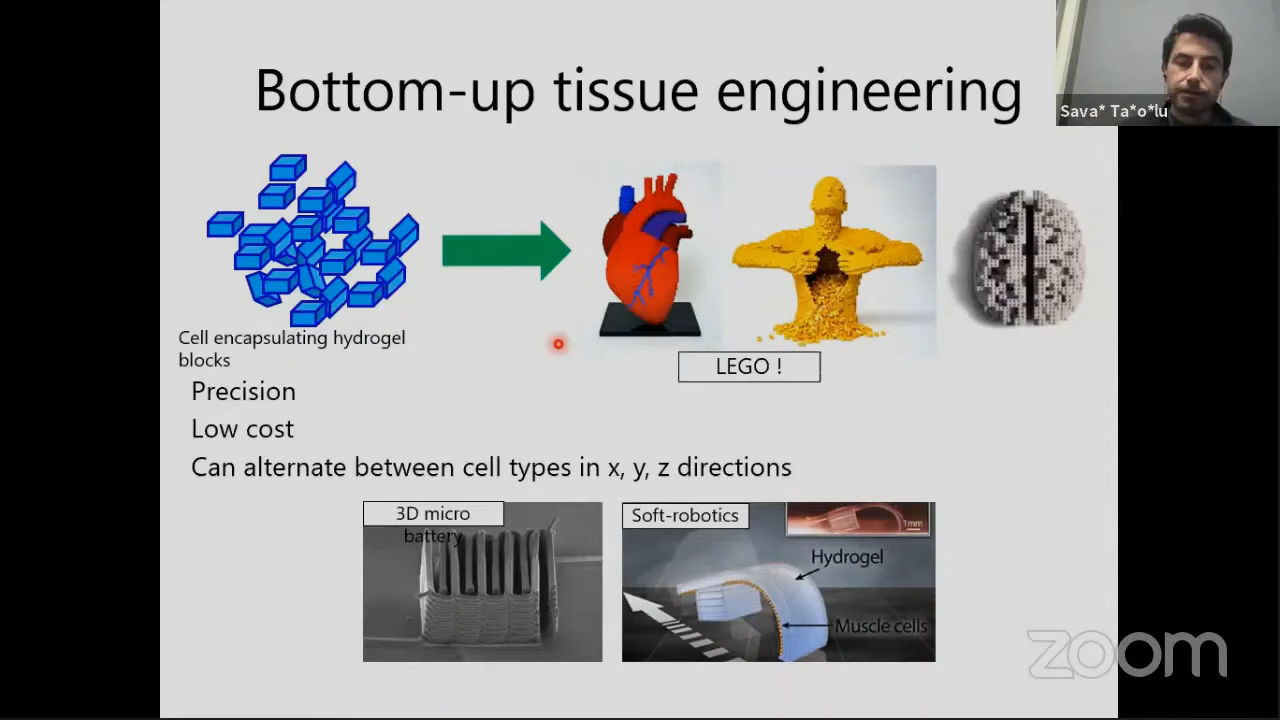 Bottom-up tissue engineering
Sava* Ta*o*lu
Cell encapsulating hydrogel
blocks
LEGO !
Precision
Low cost
Can alternate between cell types in x, y, z directions
3D micro
battery
Soft-robotics
1mm
Hydrogel
Muscle cells
zoom